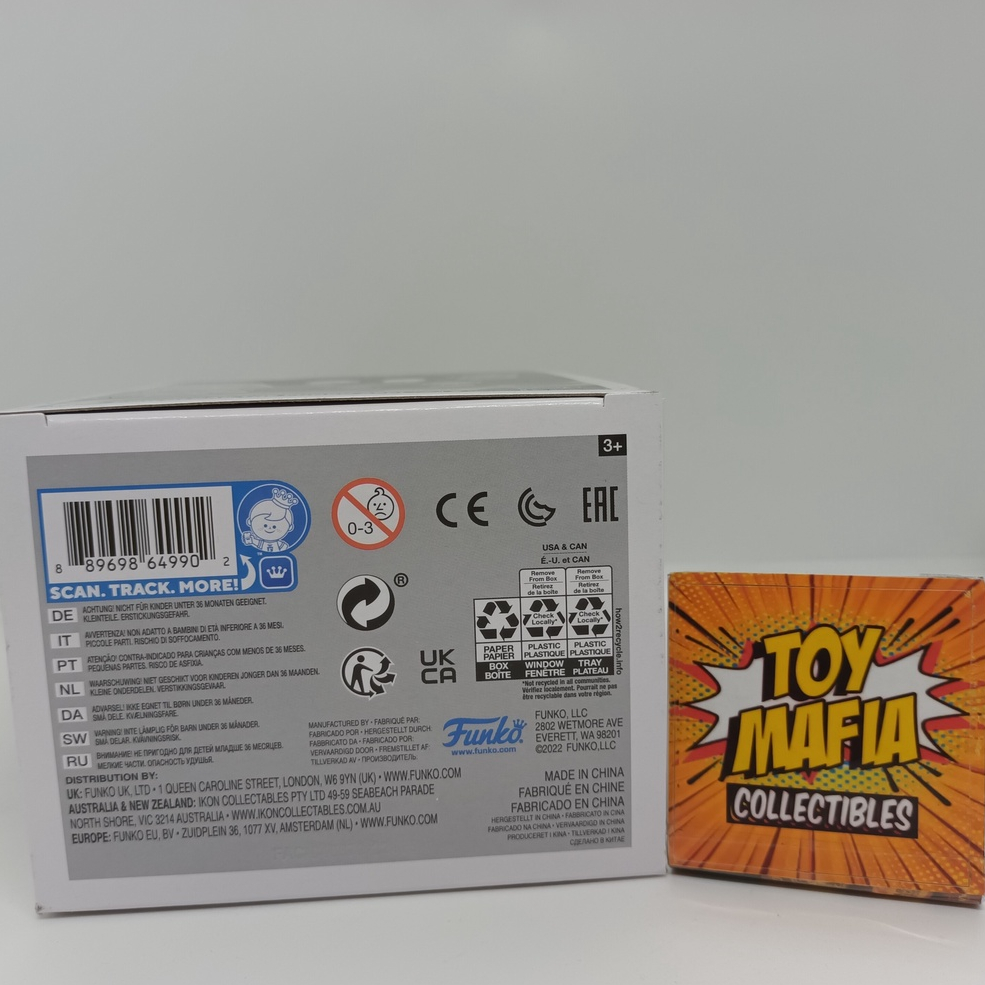 3+
8 89698 64990 2
SCAN. TRACK. MORE!
0-3
CE
EAC
®
UK
CA
USA & CAN
É.-U. et CAN
Remove From Box
Retirez de la boîte
Remove From Box
Retirez de la boîte
Check Locally*
Check Locally*
PAPER
PAPIER
PLASTIC
PLASTIQUE
PLASTIC
PLASTIQUE
BOX
BOÎTE
WINDOW
FENÊTRE
TRAY
PLATEAU
*Not recycled in all communities.
Vérifiez localement. Pourrait ne pas
être recyclable dans votre région.
how2recycle.info
DE ACHTUNG! NICHT FÜR KINDER UNTER 36 MONATEN GEEIGNET.
KLEINTEILE. ERSTICKUNGSGEFAHR.
IT AVVERTENZA! NON ADATTO A BAMBINI DI ETÀ INFERIORE A 36 MESI.
PICCOLE PARTI. RISCHIO DI SOFFOCAMENTO.
PT ATENÇÃO! CONTRA-INDICADO PARA CRIANÇAS COM MENOS DE 36 MESES.
PEQUENAS PARTES. RISCO DE ASFIXIA.
NL WAARSCHUWING! NIET GESCHIKT VOOR KINDEREN JONGER DAN 36 MAANDEN.
KLEINE ONDERDELEN. VERSTIKKINGSGEVAAR.
DA ADVARSEL! IKKE EGNET TIL BØRN UNDER 36 MÅNEDER.
SMÅ DELE. KVÆLNINGSFARE.
SW VARNING! INTE LÄMPLIG FÖR BARN UNDER 36 MÅNADER.
SMÅ DELAR. KVÄVNINGSRISK.
RU ВНИМАНИЕ! НЕ ПРИГОДНО ДЛЯ ДЕТЕЙ МЛАДШЕ 36 МЕСЯЦЕВ.
МЕЛКИЕ ЧАСТИ. ОПАСНОСТЬ УДУШЬЯ.
MANUFACTURED BY • FABRIQUÉ PAR:
FABRICADO POR • HERGESTELLT DURCH:
FABBRICATO DA • FABRICADO POR:
VERVAARDIGD DOOR • FREMSTILLET AF:
TILLVERKAD AV • ПРОИЗВОДИТЕЛЬ:
Funko®
www.funko.com
FUNKO, LLC
2802 WETMORE AVE
EVERETT, WA 98201
©2022 FUNKO,LLC
DISTRIBUTION BY:
UK: FUNKO UK, LTD • 1 QUEEN CAROLINE STREET, LONDON, W6 9YN (UK) • WWW.FUNKO.COM
AUSTRALIA & NEW ZEALAND: IKON COLLECTABLES PTY LTD 49-59 SEABEACH PARADE
NORTH SHORE, VIC 3214 AUSTRALIA • WWW.IKONCOLLECTABLES.COM.AU
EUROPE: FUNKO EU, BV • ZUIDPLEIN 36, 1077 XV, AMSTERDAM (NL) • WWW.FUNKO.COM
MADE IN CHINA
FABRIQUÉ EN CHINE
FABRICADO EN CHINA
HERGESTELLT IN CHINA • FABBRICATO IN CINA
FABRICADO NA CHINA • VERVAARDIGD IN CHINA
PRODUCERET I KINA • TILLVERKAD I KINA
СДЕЛАНО В КИТАЕ
TOY
MAFIA
COLLECTIBLES